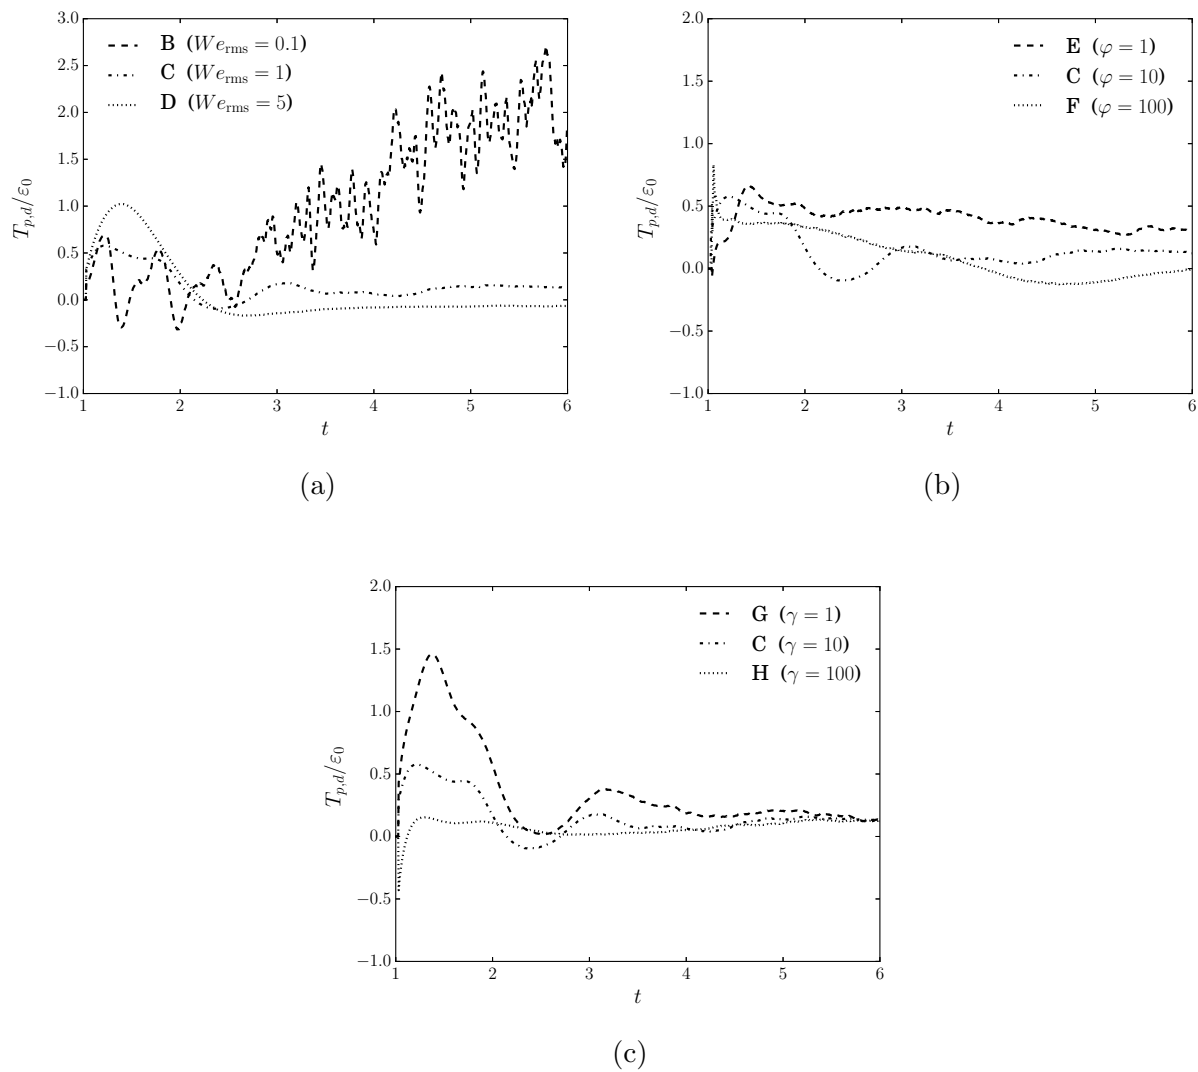 3.0
2.5
2.0
1.5
1.0
0.5
0.0
−0.5
−1.0
T_{p,d}/ε_0
B (We_rms = 0.1)
C (We_rms = 1)
D (We_rms = 5)
1 2 3 4 5 6
t
(a)
2.0
1.5
1.0
0.5
0.0
−0.5
−1.0
T_{p,d}/ε_0
E (φ = 1)
C (φ = 10)
F (φ = 100)
1 2 3 4 5 6
t
(b)
2.0
1.5
1.0
0.5
0.0
−0.5
−1.0
T_{p,d}/ε_0
G (γ = 1)
C (γ = 10)
H (γ = 100)
1 2 3 4 5 6
t
(c)